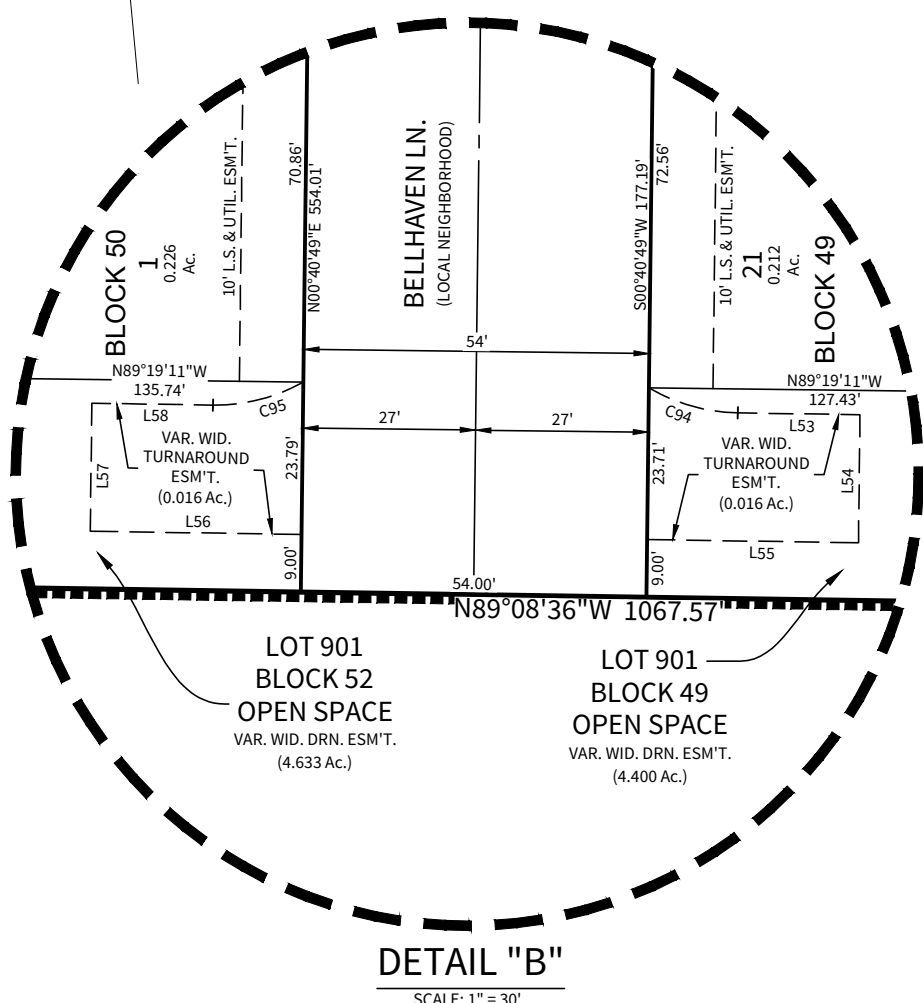 BLOCK 50
1
0.226
Ac.
10' L.S. & UTIL. ESM'T.
70.86'
N00°40'49"E 554.01'
BELLHAVEN LN.
(LOCAL NEIGHBORHOOD)
S00°40'49"W 177.19'
72.56'
10' L.S. & UTIL. ESM'T.
21
0.212
Ac.
BLOCK 49
54'
N89°19'11"W
135.74'
N89°19'11"W
127.43'
L58
C95
27'
27'
C94
L53
VAR. WID.
TURNAROUND
ESM'T.
(0.016 Ac.)
L57
23.79'
23.71'
VAR. WID.
TURNAROUND
ESM'T.
(0.016 Ac.)
L54
L56
L55
9.00'
54.00'
9.00'
N89°08'36"W 1067.57'
LOT 901
BLOCK 52
OPEN SPACE
VAR. WID. DRN. ESM'T.
(4.633 Ac.)
LOT 901
BLOCK 49
OPEN SPACE
VAR. WID. DRN. ESM'T.
(4.400 Ac.)
DETAIL "B"
SCALE: 1" = 30'